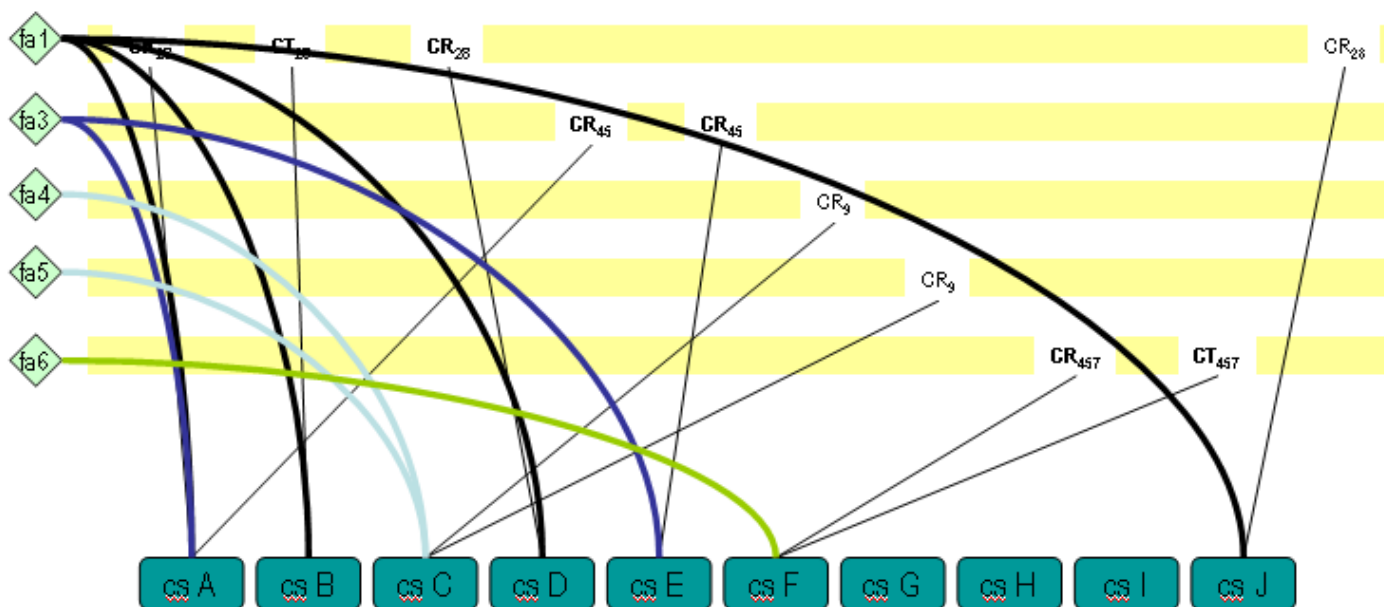 fa1 CR₂₈ CT₂₈ CR₂₈ CR₂₈
fa3 CR₄₅ CR₄₅
fa4 CR₉
fa5 CR₉
fa6 CR₄₅₇ CT₄₅₇
cs A cs B cs C cs D cs E cs F cs G cs H cs I cs J